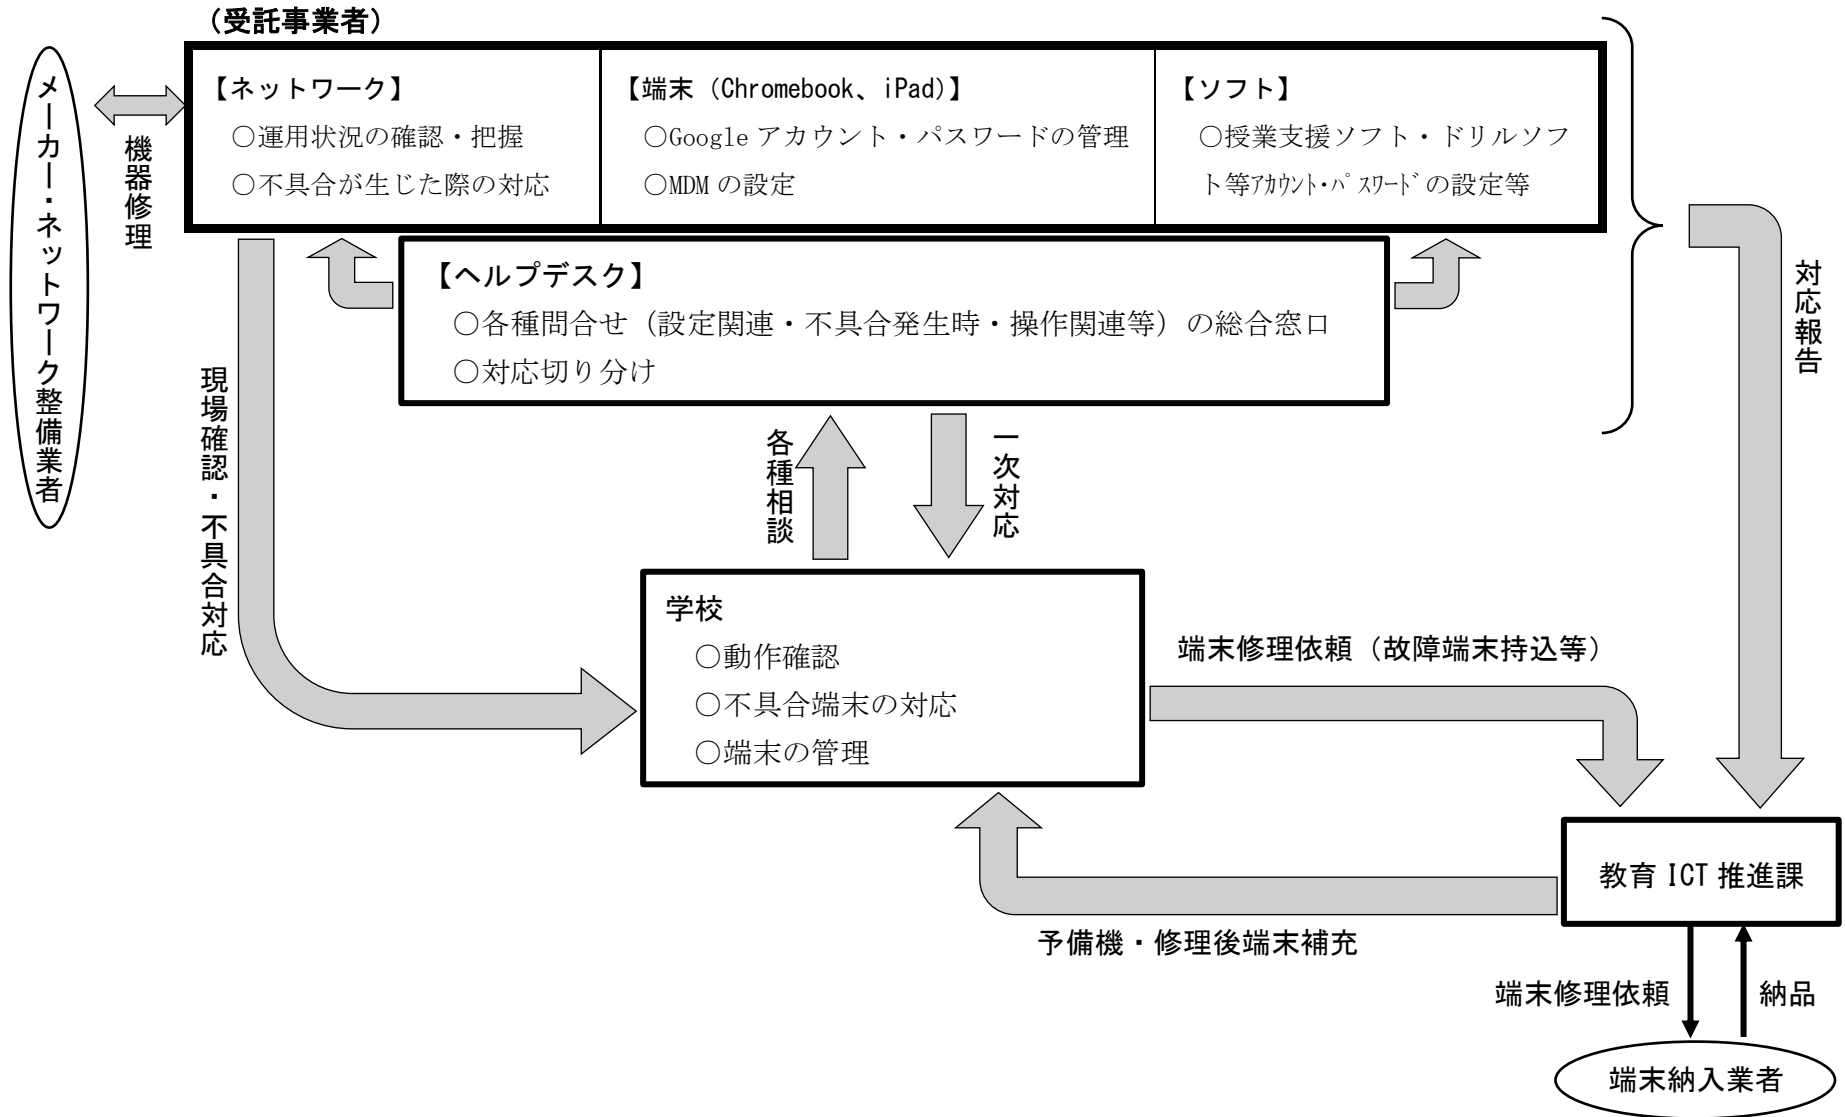 （受託事業者）
メーカー・ネットワーク整備業者
機器修理
【ネットワーク】
○運用状況の確認・把握
○不具合が生じた際の対応
【端末（Chromebook、iPad)】
○Google アカウント・パスワードの管理
○MDM の設定
【ソフト】
○授業支援ソフト・ドリルソフ
ト等ｱｶｳﾝﾄ・ﾊﾟｽﾜｰﾄﾞの設定等
【ヘルプデスク】
○各種問合せ（設定関連・不具合発生時・操作関連等）の総合窓口
○対応切り分け
対応報告
現場確認・不具合対応
各種相談
一次対応
学校
○動作確認
○不具合端末の対応
○端末の管理
端末修理依頼（故障端末持込等）
教育 ICT 推進課
予備機・修理後端末補充
端末修理依頼
納品
端末納入業者